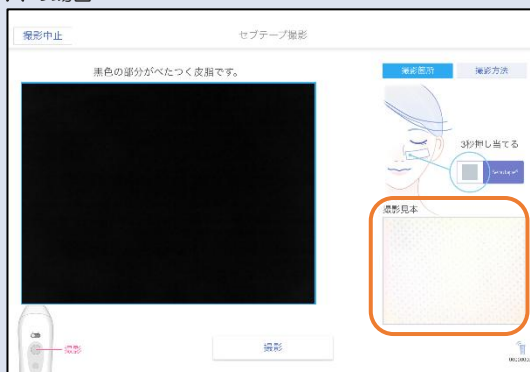 撮影中止
セブテープ撮影
黒色の部分がべたつく皮脂です。
撮影箇所
撮影方法
3秒押し当てる
撮影見本
撮影
撮影